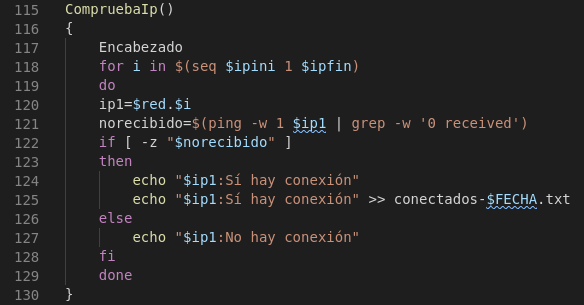 115 CompruebaIp()
116 {
117     Encabezado
118     for i in $(seq $ipini 1 $ipfin)
119     do
120     ip1=$red.$i
121     norecibido=$(ping -w 1 $ip1 | grep -w '0 received')
122     if [ -z "$norecibido" ]
123     then
124         echo "$ip1:Sí hay conexión"
125         echo "$ip1:Sí hay conexión" >> conectados-$FECHA.txt
126     else
127         echo "$ip1:No hay conexión"
128     fi
129     done
130 }